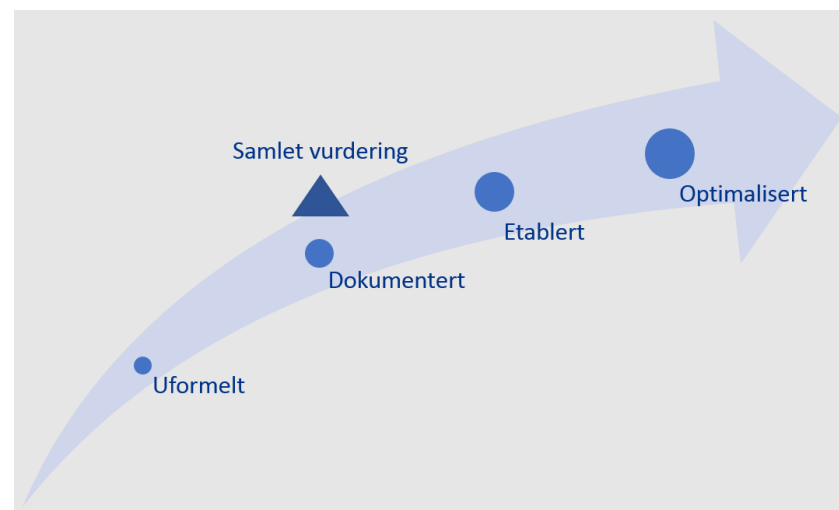 Samlet vurdering
Optimalisert
Etablert
Dokumentert
Uformelt